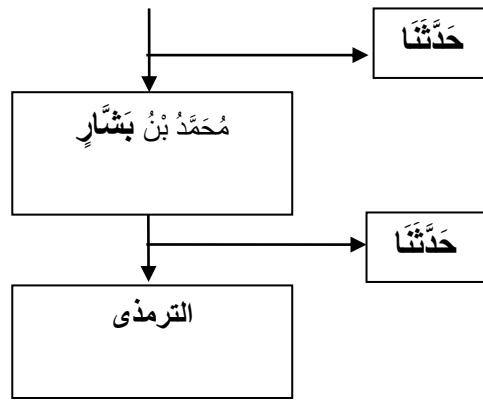 حَدَّثَنَا
مُحَمَّدُ بْنُ بَشَّارٍ
حَدَّثَنَا
الترمذى